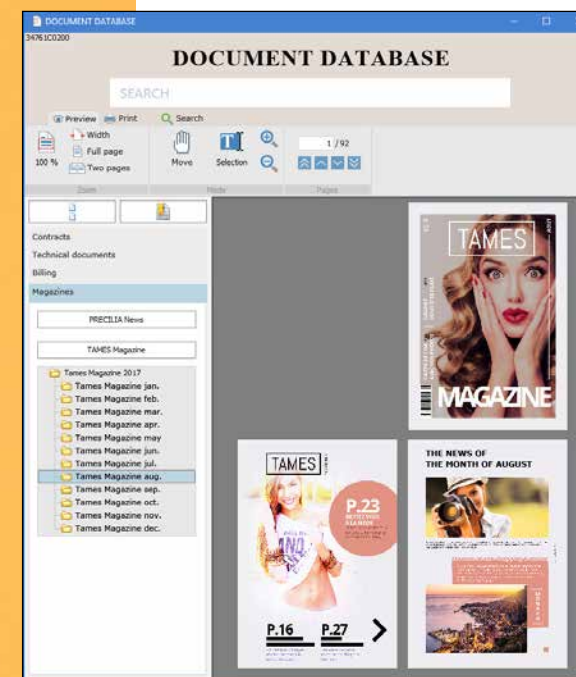 DOCUMENT DATABASE
34761C0200
DOCUMENT DATABASE
SEARCH
Preview Print Search
100 %
Width
Full page
Two pages
Move
Selection
1 / 92
Zoom Mode Pages
Contracts
Technical documents
Billing
Magazines
PRECILIA News
TAMES Magazine
Tames Magazine 2017
Tames Magazine jan.
Tames Magazine feb.
Tames Magazine mar.
Tames Magazine apr.
Tames Magazine may
Tames Magazine jun.
Tames Magazine jul.
Tames Magazine aug.
Tames Magazine sep.
Tames Magazine oct.
Tames Magazine nov.
Tames Magazine dec.
TAMES
MAGAZINE
TAMES
P.23
P.16 P.27
THE NEWS OF
THE MONTH OF AUGUST